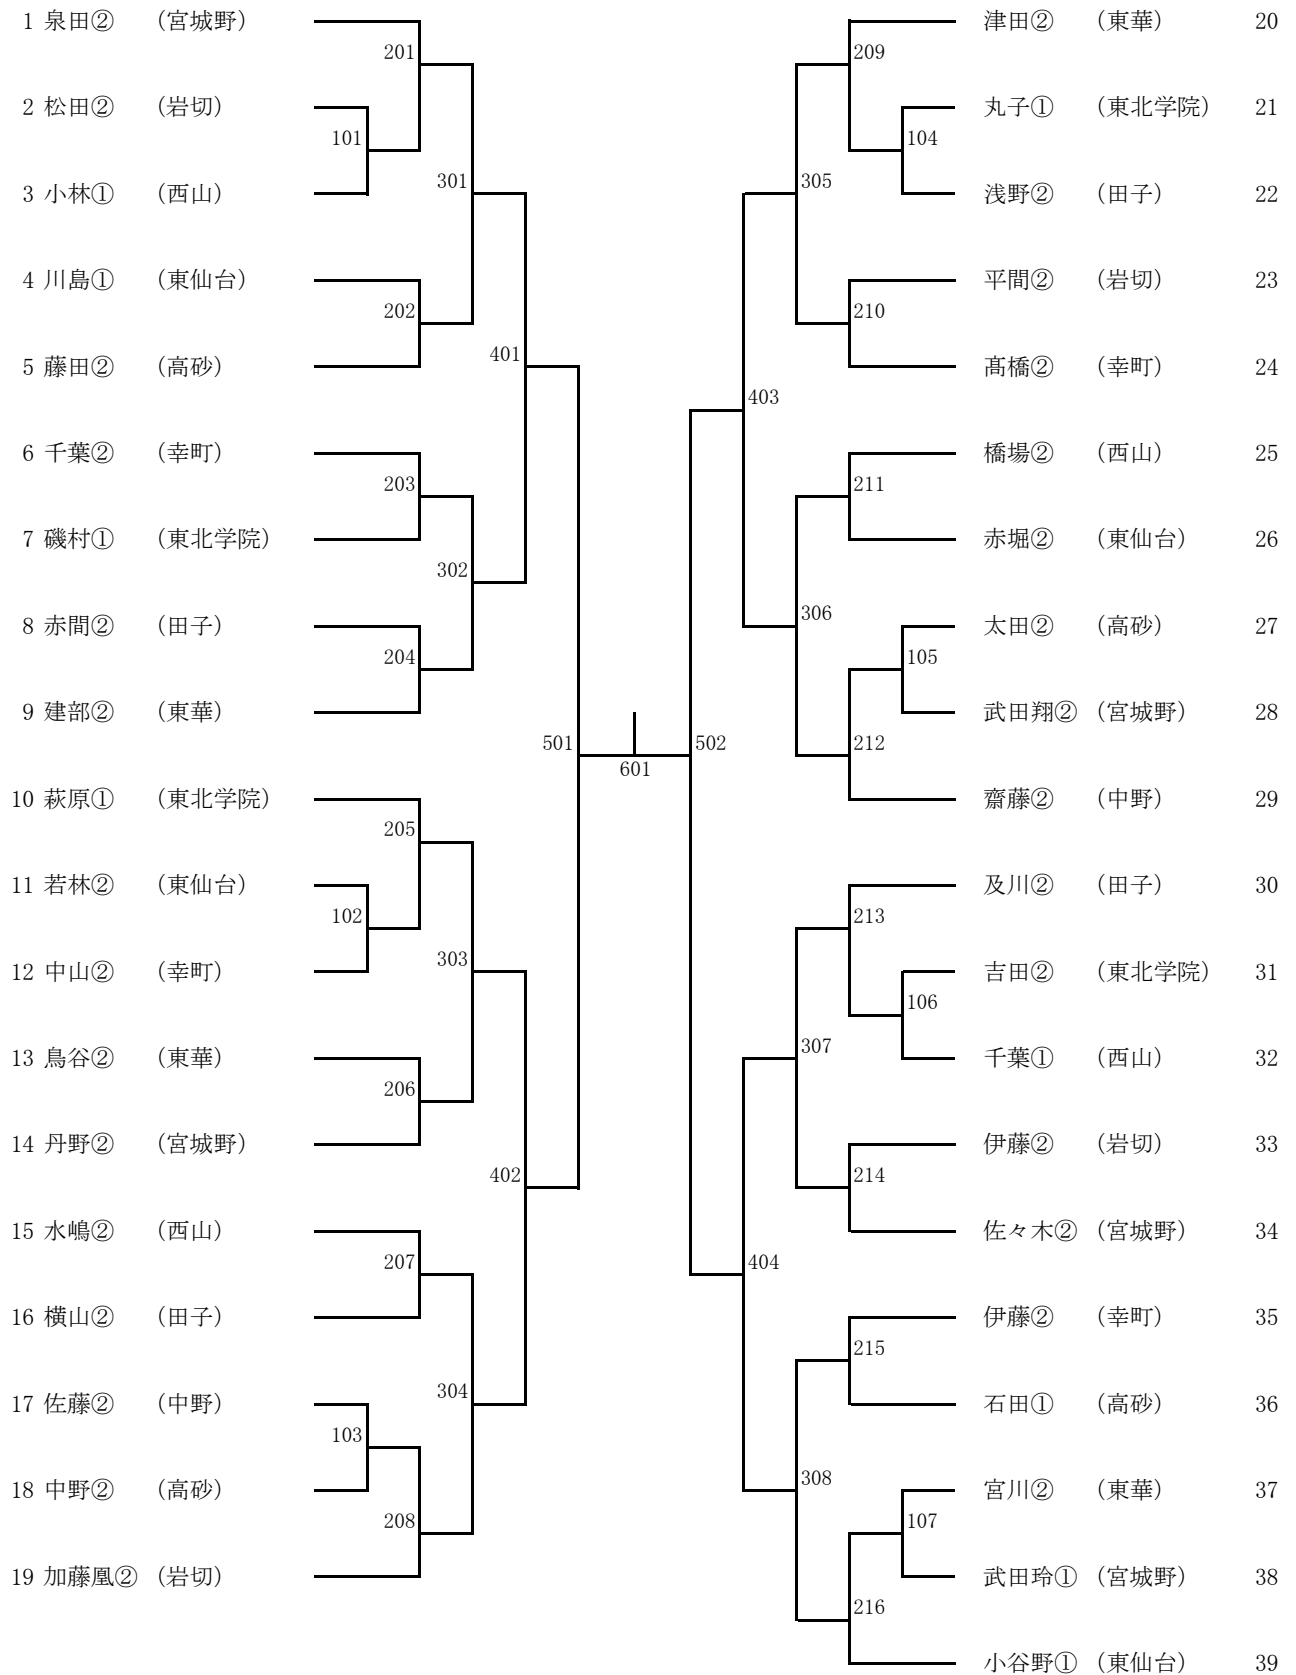 1 泉田② （宮城野）
201
2 松田② （岩切）
101
3 小林① （西山）
301
4 川島① （東仙台）
202
5 藤田② （高砂）
401
6 千葉② （幸町）
203
7 磯村① （東北学院）
302
8 赤間② （田子）
204
9 建部② （東華）
501
10 萩原① （東北学院）
205
11 若林② （東仙台）
102
12 中山② （幸町）
303
13 鳥谷② （東華）
206
14 丹野② （宮城野）
402
15 水嶋② （西山）
207
16 横山② （田子）
304
17 佐藤② （中野）
103
18 中野② （高砂）
208
19 加藤凰② （岩切）
601
津田② （東華） 20
209
丸子① （東北学院） 21
104
浅野② （田子） 22
305
平間② （岩切） 23
210
髙橋② （幸町） 24
403
橋場② （西山） 25
211
赤堀② （東仙台） 26
306
太田② （高砂） 27
105
武田翔② （宮城野） 28
502
212
齋藤② （中野） 29
及川② （田子） 30
213
吉田② （東北学院） 31
106
千葉① （西山） 32
307
伊藤② （岩切） 33
214
佐々木② （宮城野） 34
404
伊藤② （幸町） 35
215
石田① （高砂） 36
308
宮川② （東華） 37
107
武田玲① （宮城野） 38
216
小谷野① （東仙台） 39